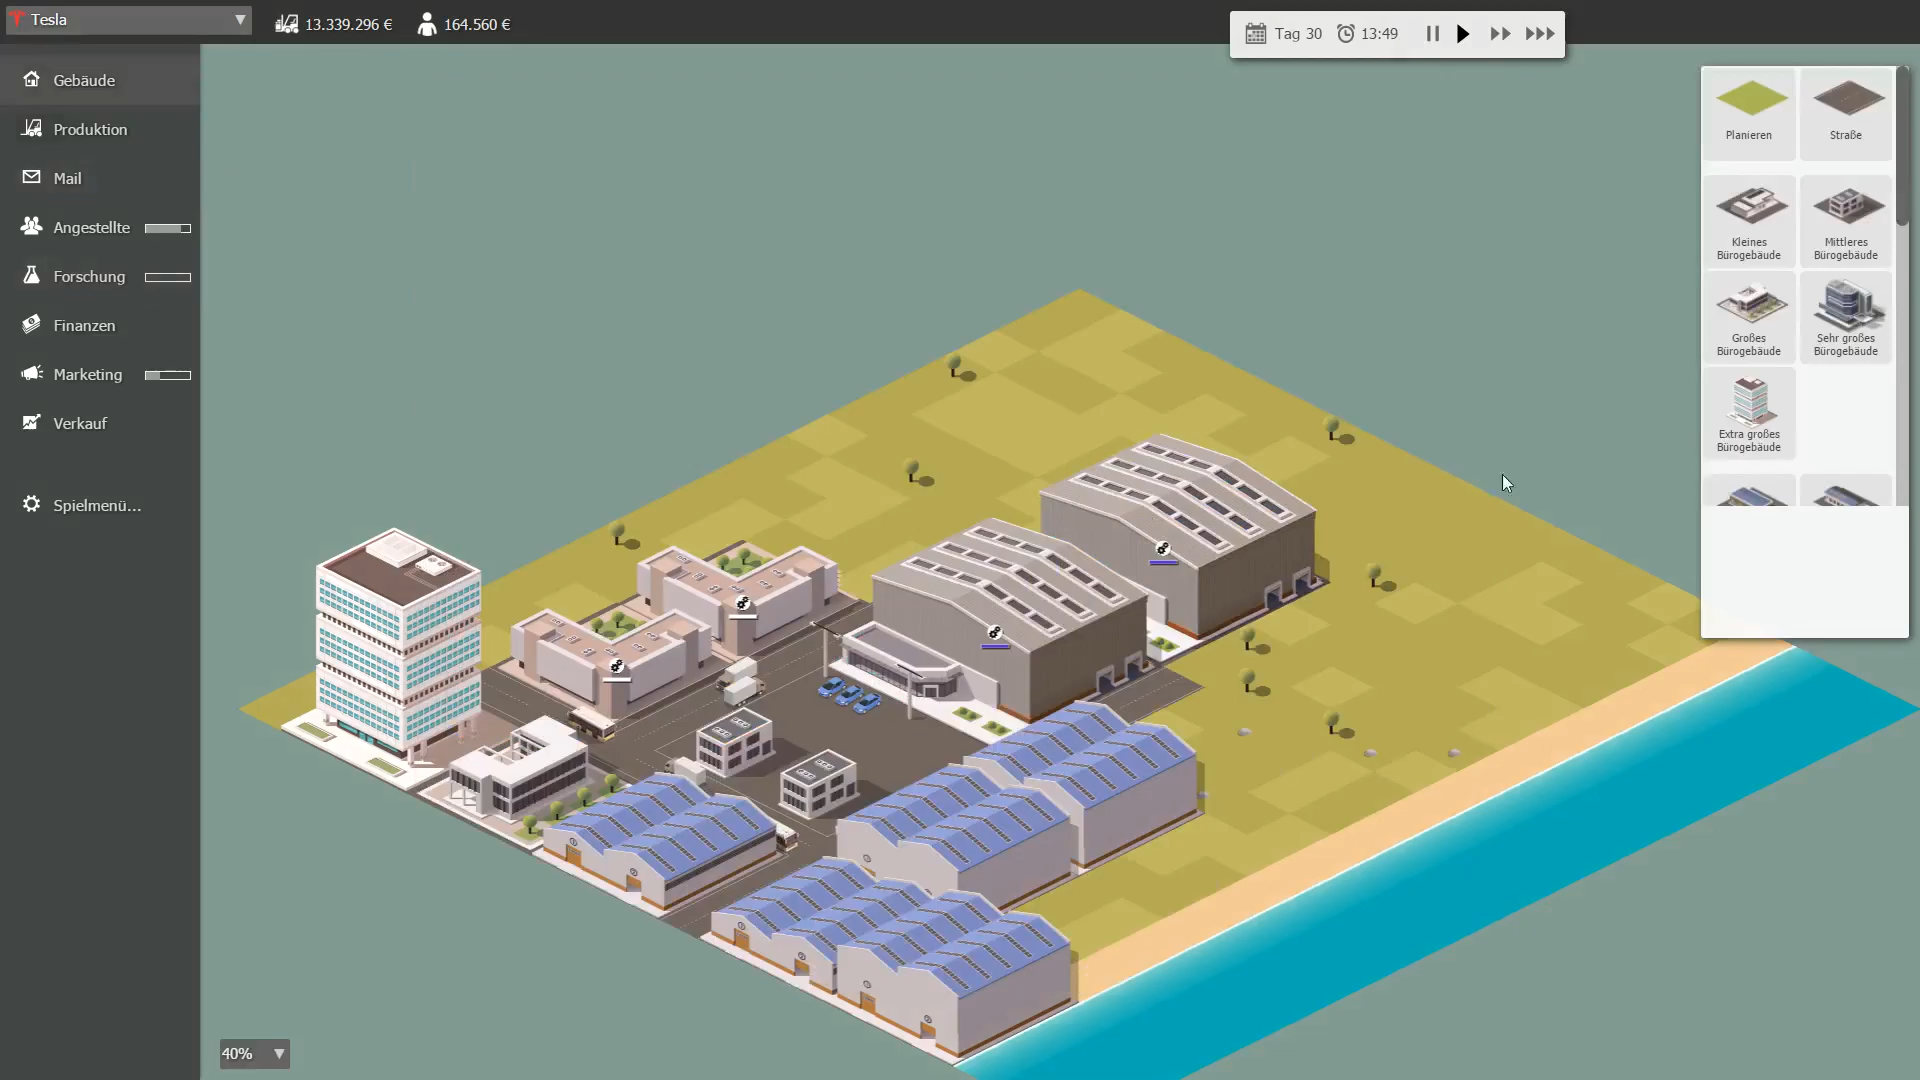 Tesla
13.339.296 €
164.560 €
Tag 30
13:49
Gebäude
Produktion
Mail
Angestellte
Forschung
Finanzen
Marketing
Verkauf
Spielmenü...
Planieren
Straße
Kleines
Bürogebäude
Mittleres
Bürogebäude
Großes
Bürogebäude
Sehr großes
Bürogebäude
Extra großes
Bürogebäude
40%